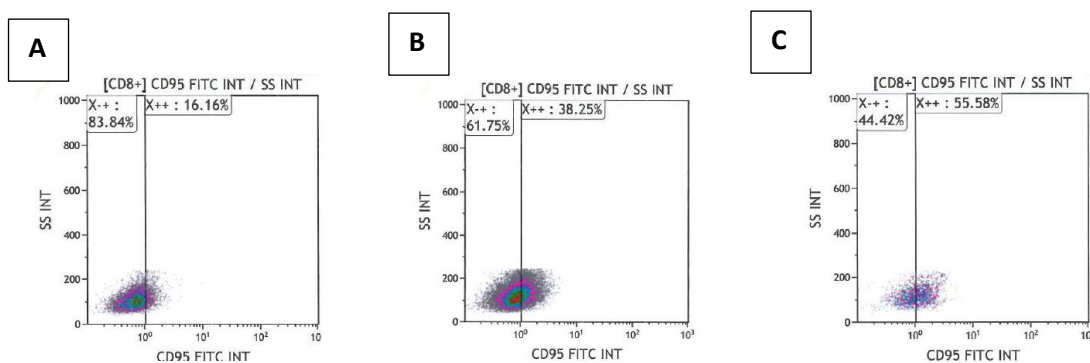 A
[CD8+] CD95 FITC INT / SS INT
X-+ :
83.84%
X++ : 16.16%
1000
800
600
400
200
0
SS INT
10⁰
10¹
10²
10
CD95 FITC INT
B
[CD8+] CD95 FITC INT / SS INT
X-+ :
61.75%
X++ : 38.25%
1000
800
600
400
200
0
SS INT
10⁰
10¹
10²
10³
CD95 FITC INT
C
[CD8+] CD95 FITC INT / SS INT
X-+ :
44.42%
X++ : 55.58%
1000
800
600
400
200
0
SS INT
10⁰
10¹
10²
10
CD95 FITC INT